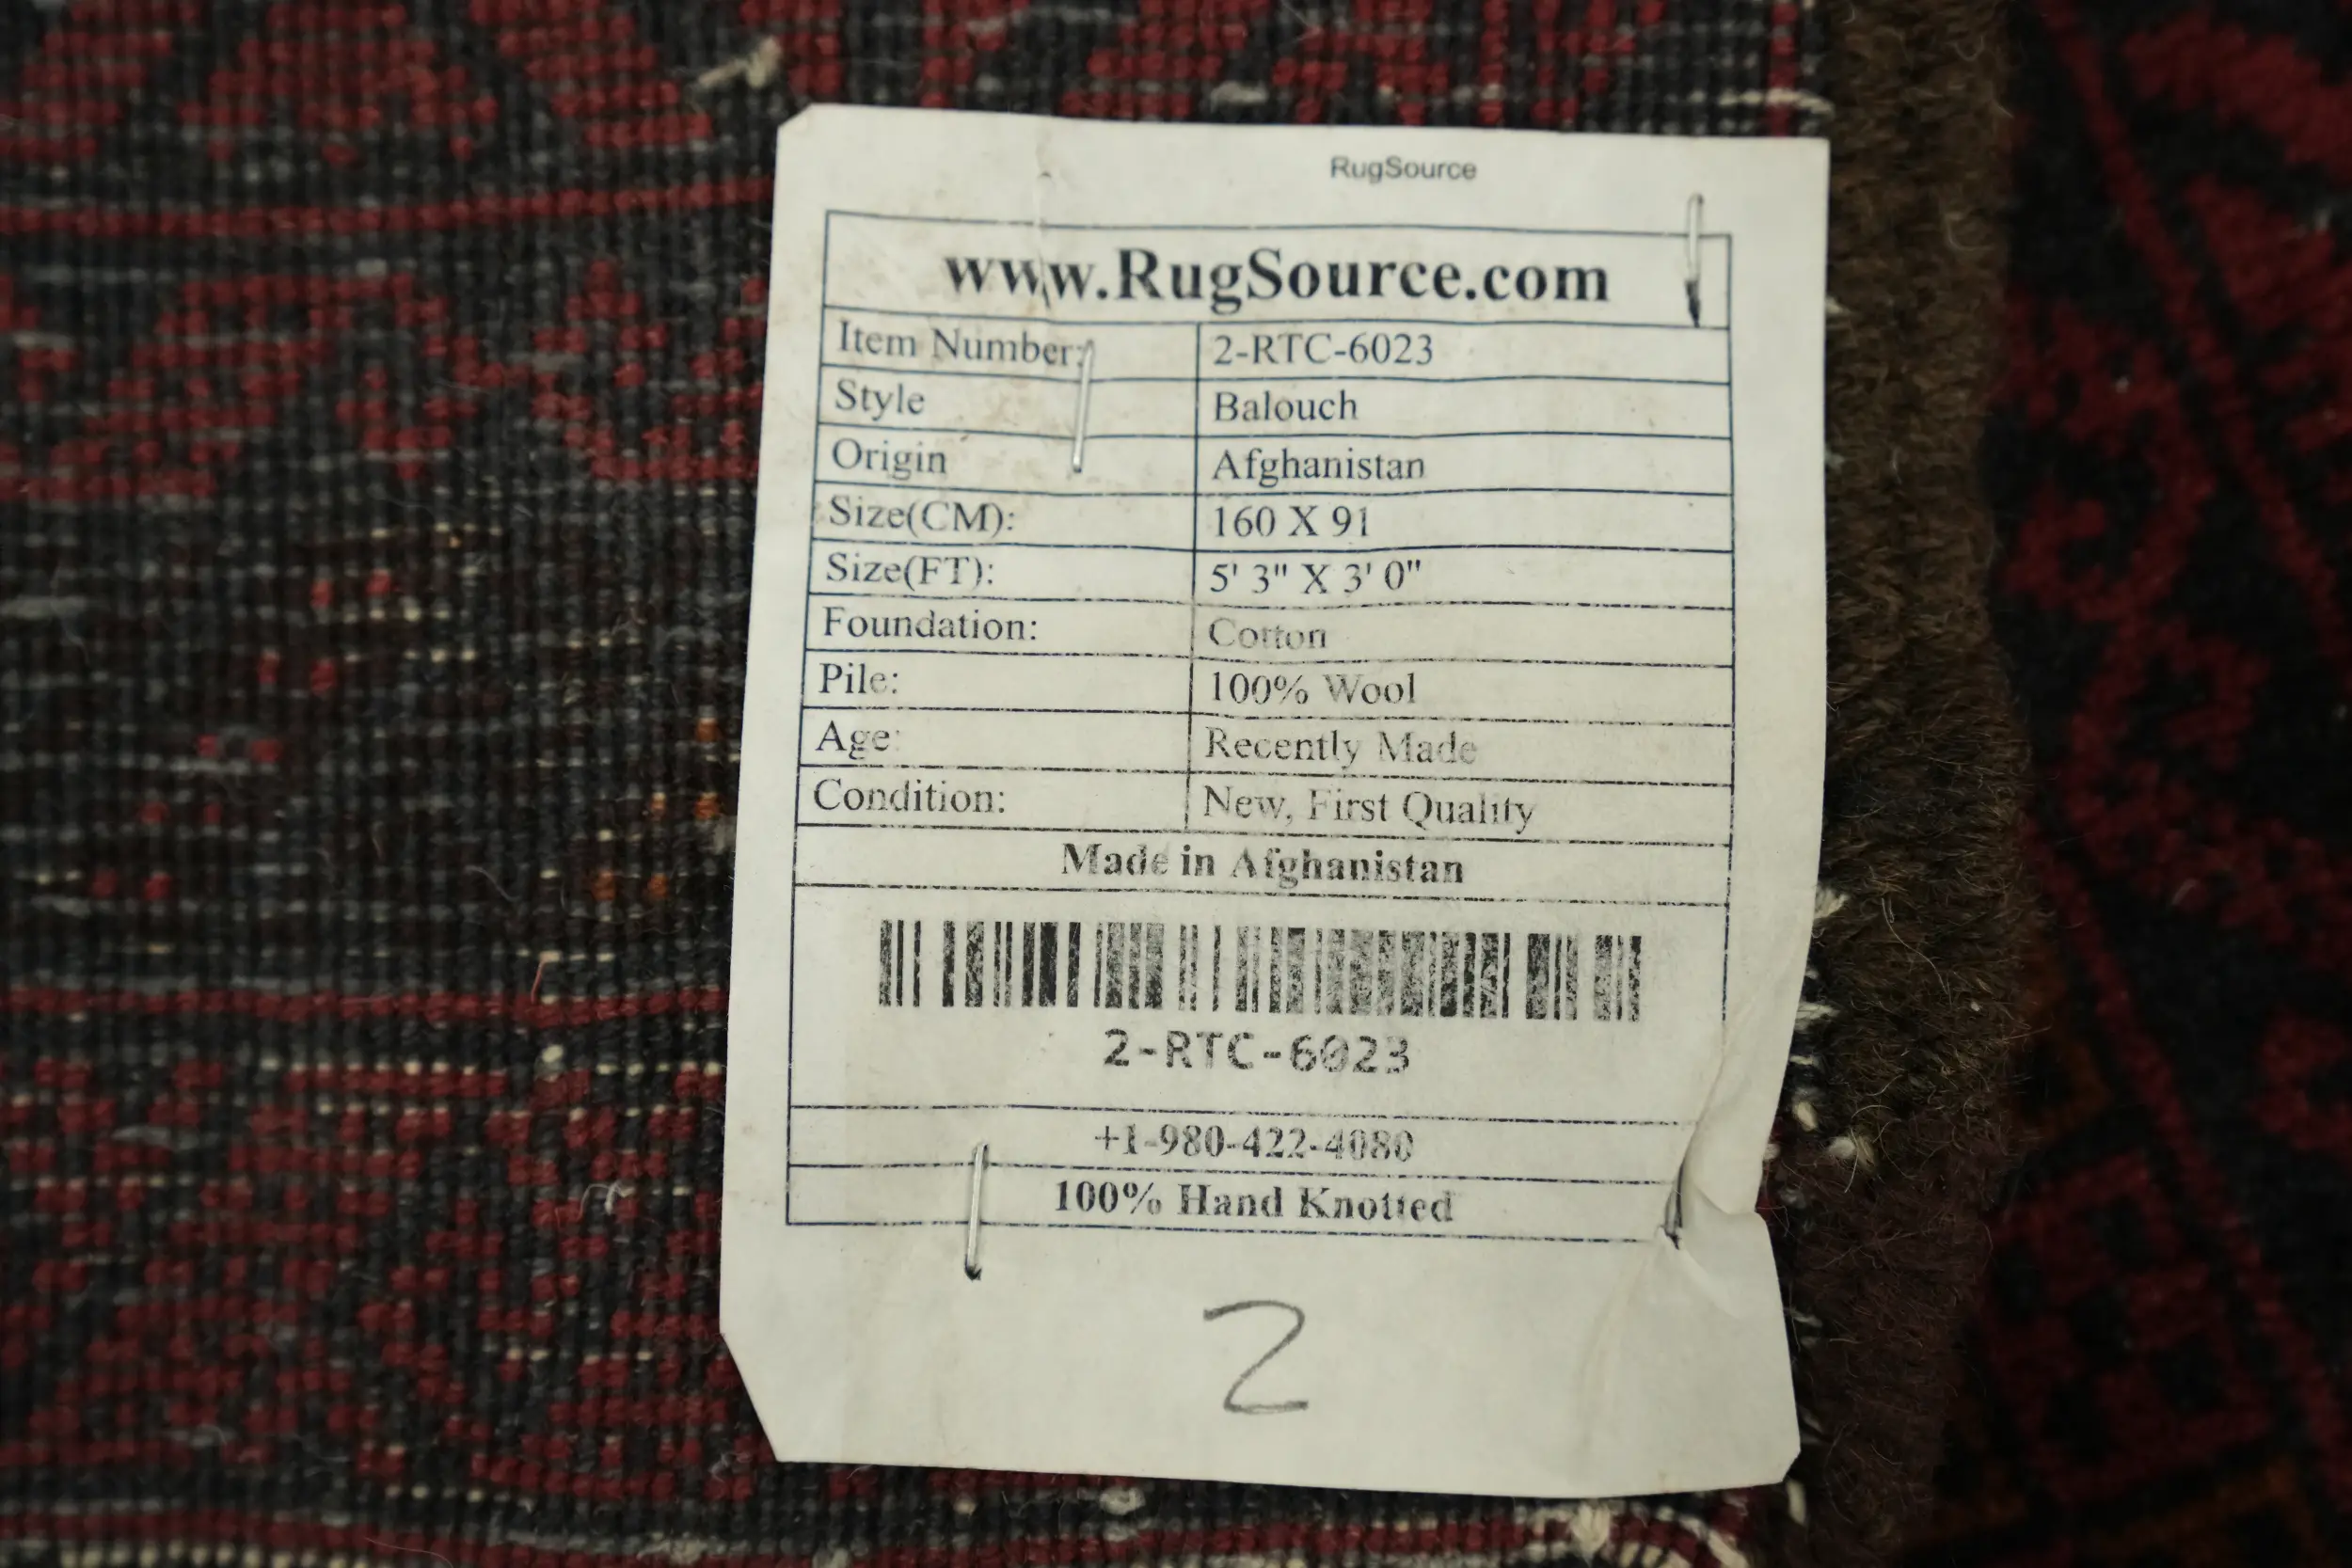 RugSource
www.RugSource.com
Item Number: 2-RTC-6023
Style Balouch
Origin Afghanistan
Size(CM): 160 X 91
Size(FT): 5' 3" X 3' 0"
Foundation: Cotton
Pile: 100% Wool
Age: Recently Made
Condition: New, First Quality
Made in Afghanistan
2-RTC-6023
+1-980-422-4080
100% Hand Knotted
2